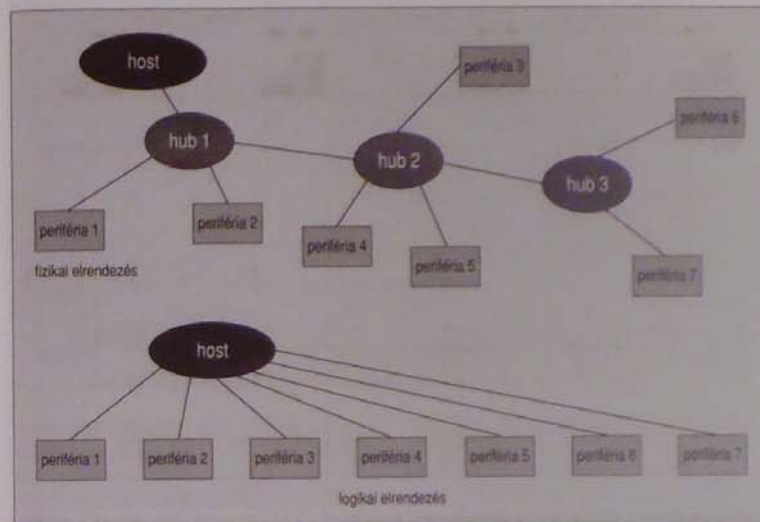 host
periféria 3
hub 1
hub 2
periféria 6
hub 3
periféria 1
periféria 2
periféria 4
periféria 5
periféria 7
fizikai elrendezés
host
periféria 1
periféria 2
periféria 3
periféria 4
periféria 5
periféria 6
periféria 7
logikai elrendezés